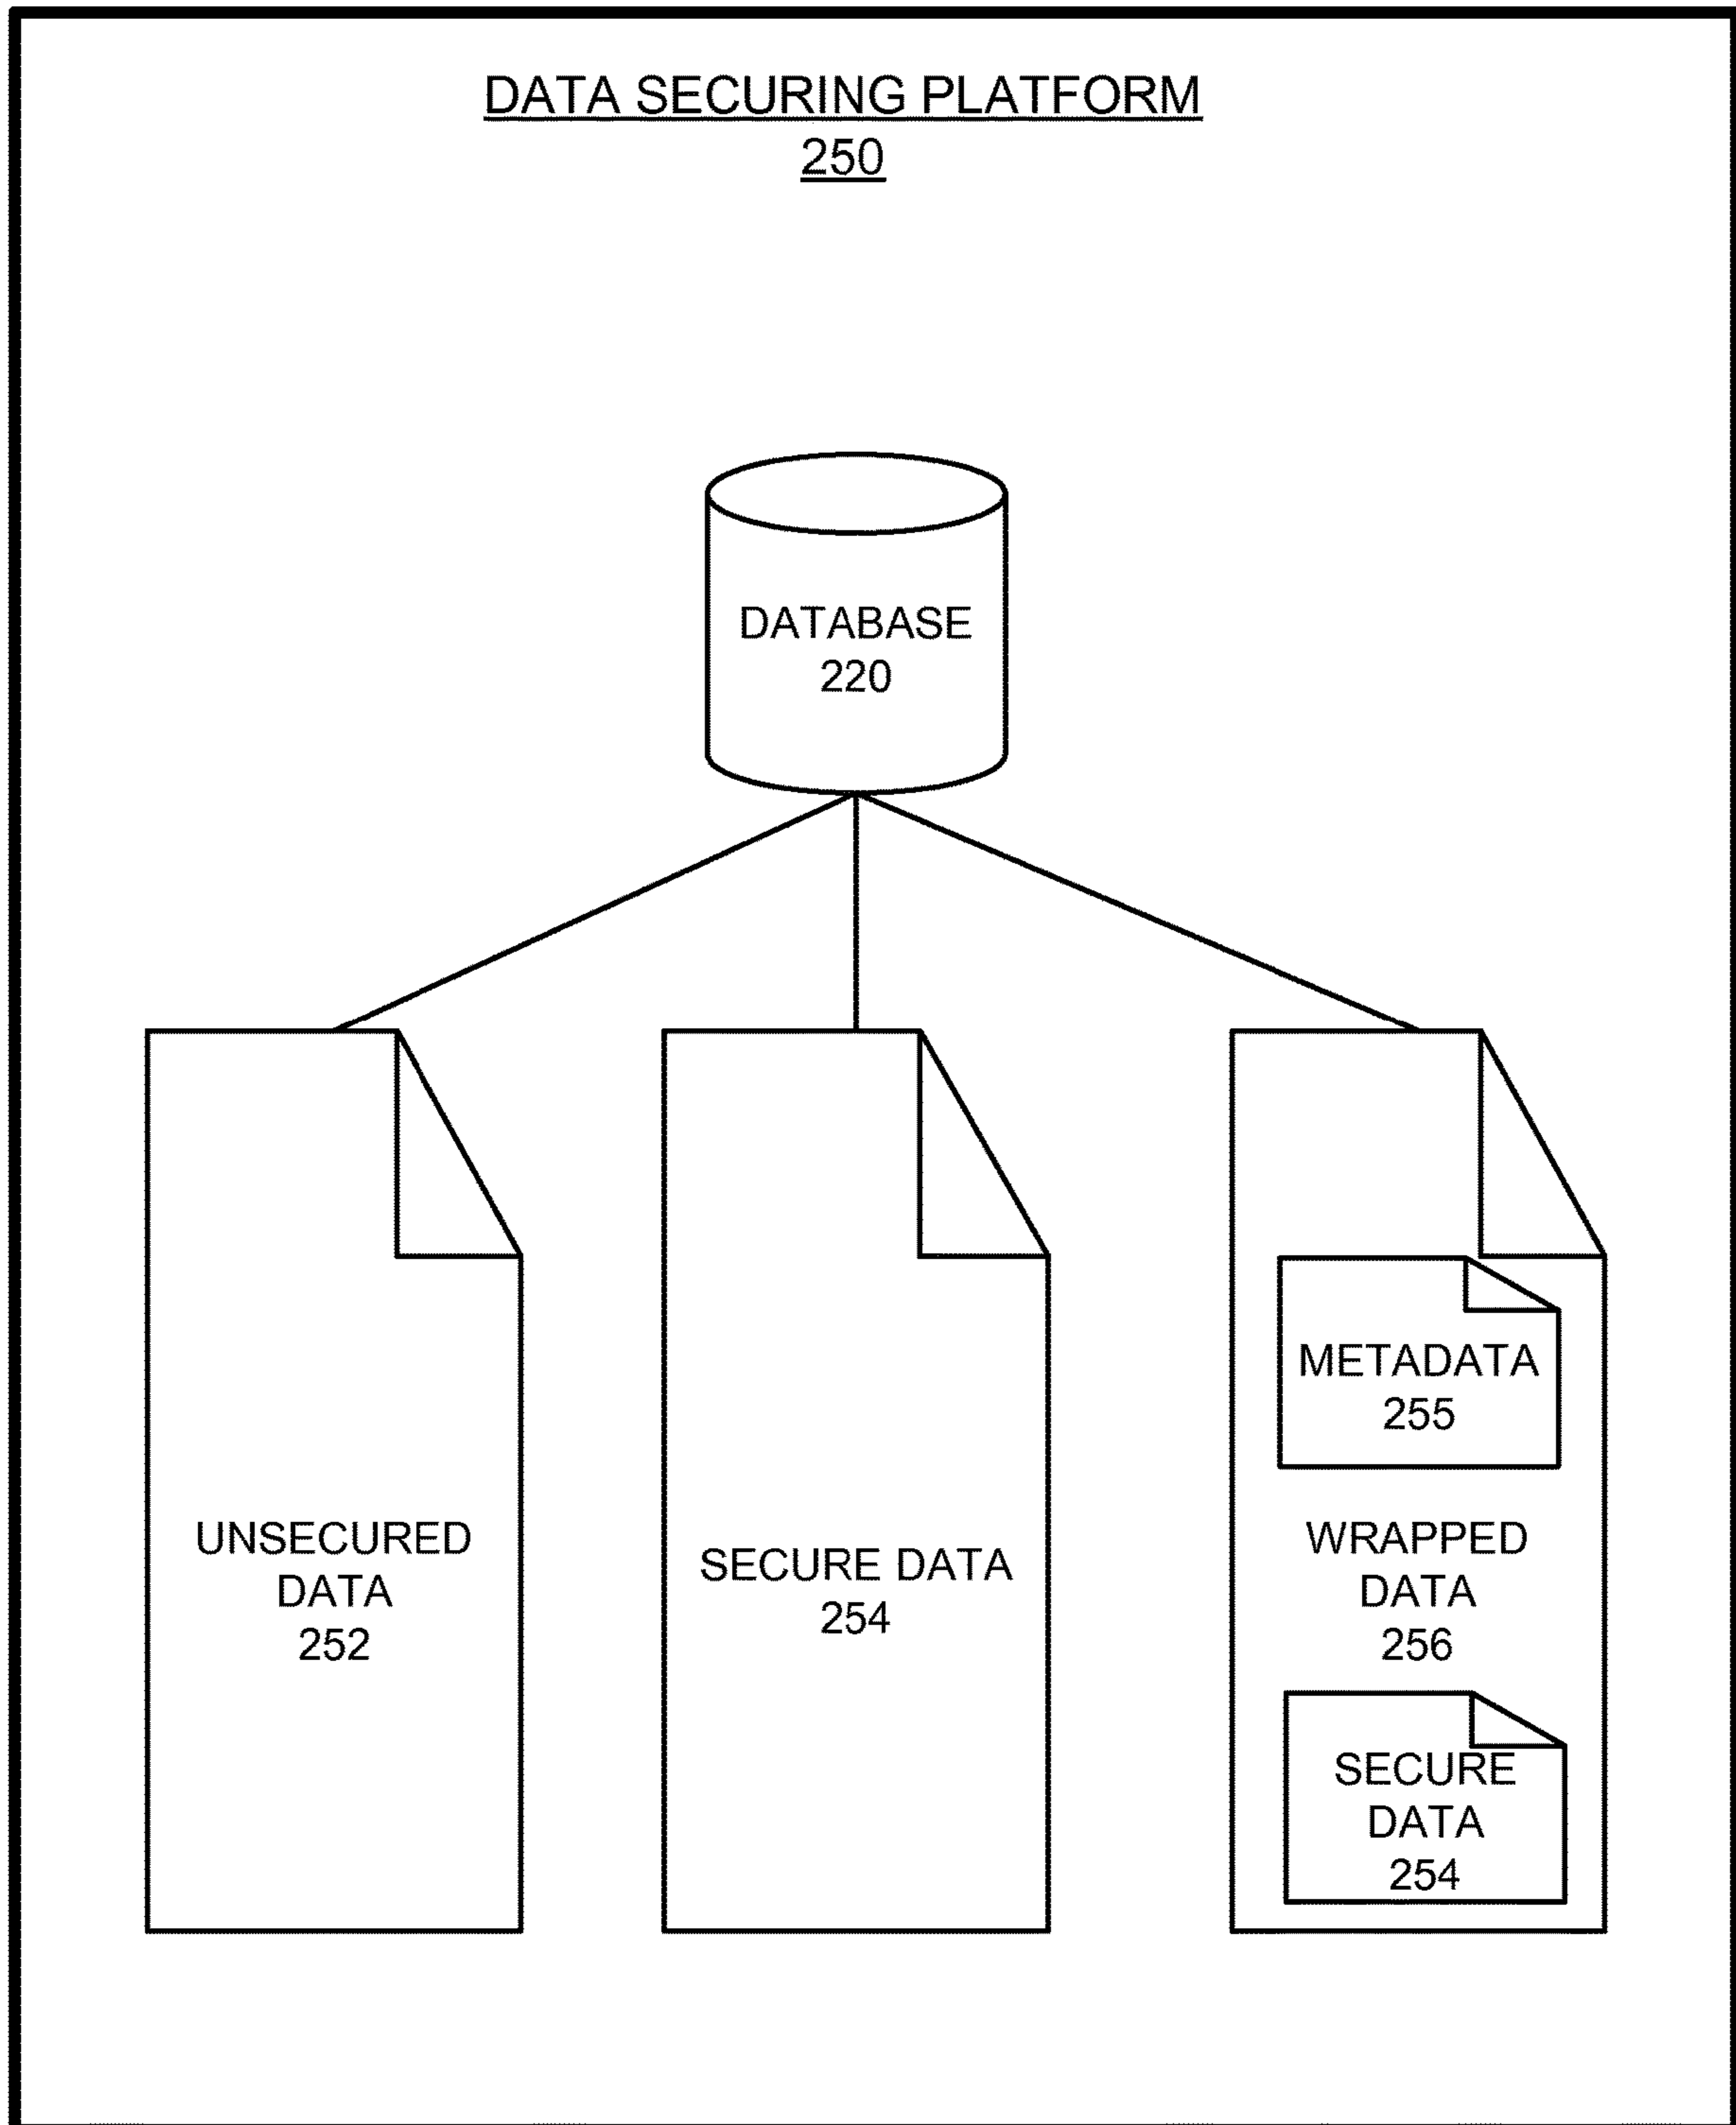 DATA SECURING PLATFORM
250
DATABASE
220
UNSECURED
DATA
252
SECURE DATA
254
METADATA
255
WRAPPED
DATA
256
SECURE
DATA
254